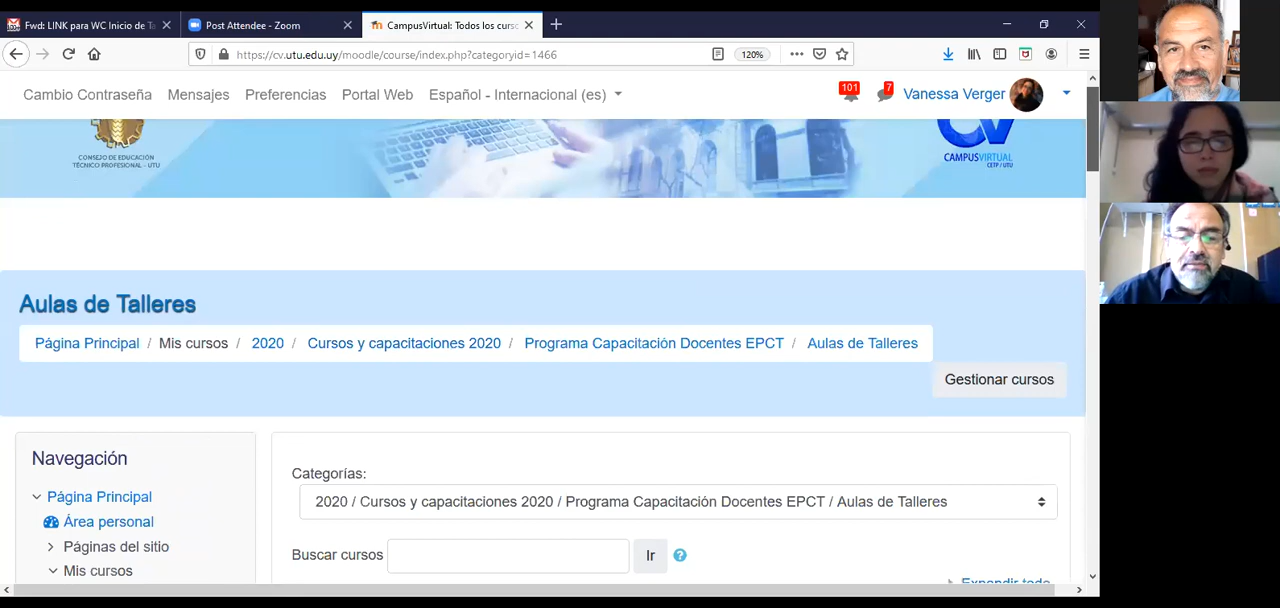 Fwd: LINK para WC Inicio de Ta
Post Attendee - Zoom
CampusVirtual: Todos los curso
https://cv.utu.edu.uy/moodle/course/index.php?categoryid=1466
120%
Cambio Contraseña Mensajes Preferencias Portal Web Español - Internacional (es)
101
7
Vanessa Verger
CONSEJO DE EDUCACIÓN
TÉCNICO PROFESIONAL - UTU
CV
CAMPUSVIRTUAL
CETP / UTU
Aulas de Talleres
Página Principal / Mis cursos / 2020 / Cursos y capacitaciones 2020 / Programa Capacitación Docentes EPCT / Aulas de Talleres
Gestionar cursos
Navegación
Página Principal
Área personal
Páginas del sitio
Mis cursos
Categorías:
2020 / Cursos y capacitaciones 2020 / Programa Capacitación Docentes EPCT / Aulas de Talleres
Buscar cursos
Ir
Expandir todo